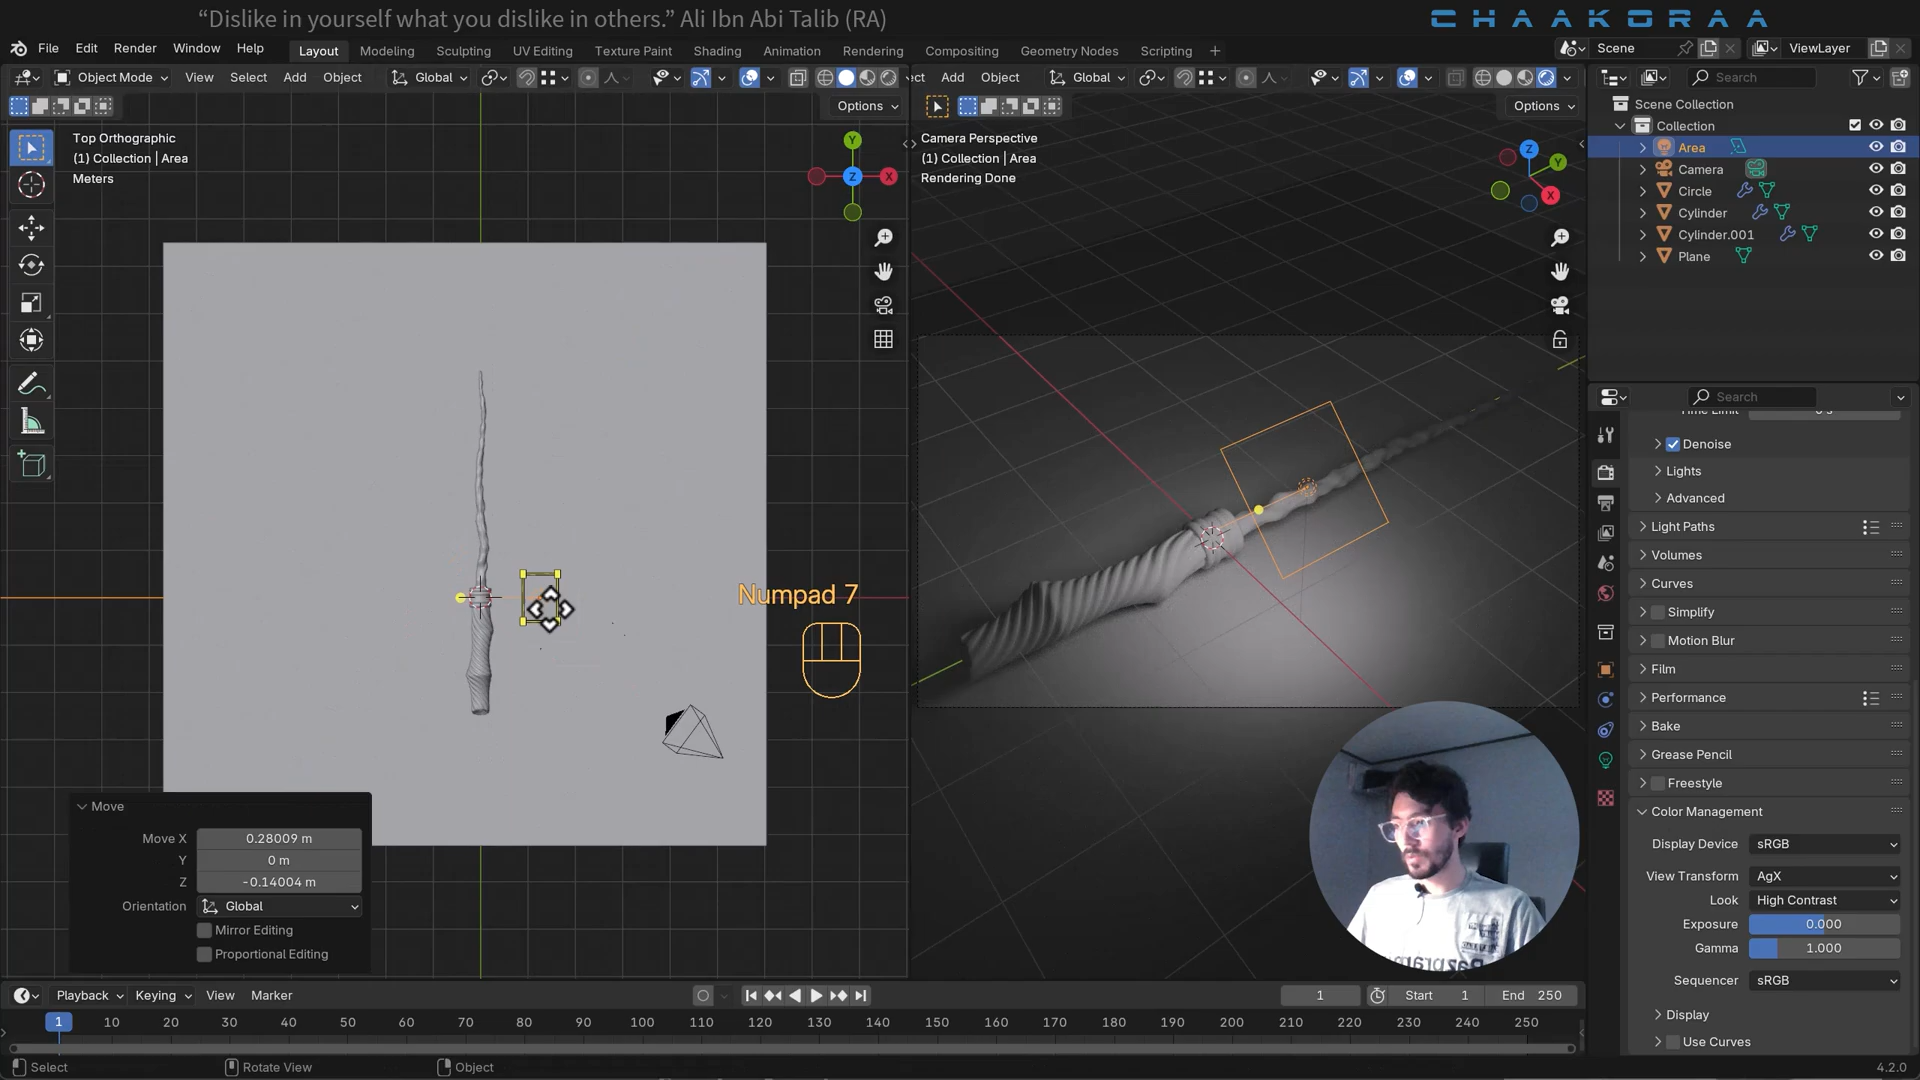 “Dislike in yourself what you dislike in others.” Ali Ibn Abi Talib (RA)
CHAAKORAA
File Edit Render Window Help
Layout Modeling Sculpting UV Editing Texture Paint Shading Animation Rendering Compositing Geometry Nodes Scripting +
Scene
ViewLayer
Object Mode View Select Add Object Global
ect Add Object Global
Search
Options
Options
Scene Collection
Collection
Area
Camera
Circle
Cylinder
Cylinder.001
Plane
Top Orthographic
(1) Collection | Area
Meters
Y
Z
X
Camera Perspective
(1) Collection | Area
Rendering Done
Z
Y
X
Numpad 7
Search
Denoise
Lights
Advanced
Light Paths
Volumes
Curves
Simplify
Motion Blur
Film
Performance
Bake
Grease Pencil
Freestyle
Color Management
Display Device sRGB
View Transform AgX
Look High Contrast
Exposure 0.000
Gamma 1.000
Sequencer sRGB
Display
Use Curves
Move
Move X 0.28009 m
Y 0 m
Z -0.14004 m
Orientation Global
Mirror Editing
Proportional Editing
Playback Keying View Marker
1 Start 1 End 250
1 10 20 30 40 50 60 70 80 90 100 110 120 130 140 150 160 170 180 190 200 210 220 230 240 250
Select Rotate View Object 4.2.0